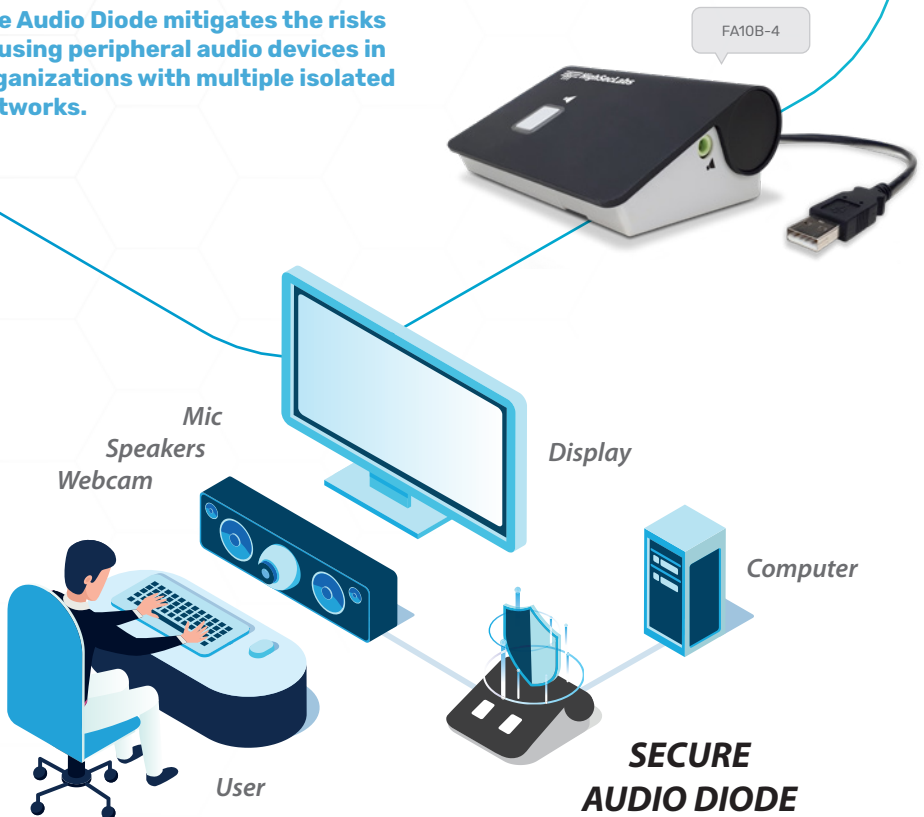 e Audio Diode mitigates the risks
using peripheral audio devices in
ganizations with multiple isolated
tworks.
FA10B-4
HighSecLabs
Mic
Speakers
Webcam
Display
Computer
User
SECURE
AUDIO DIODE